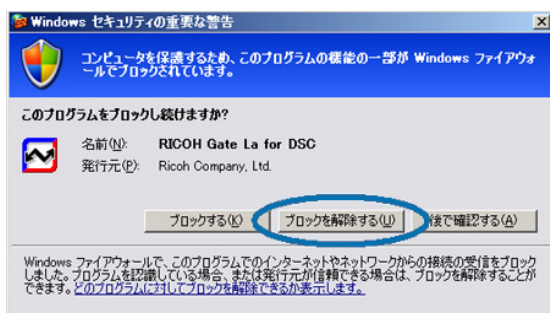 Windows セキュリティの重要な警告
コンピュータを保護するため、このプログラムの機能の一部が Windows ファイアウォ
ールでブロックされています。
このプログラムをブロックし続けますか?
名前(N): RICOH Gate La for DSC
発行元(P): Ricoh Company, Ltd.
ブロックする(K) ブロックを解除する(U) 後で確認する(A)
Windows ファイアウォールで、このプログラムでのインターネットやネットワークからの接続の受信をブロック
しました。プログラムを認識している場合、または発行元が信頼できる場合は、ブロックを解除することが
できます。どのプログラムに対してブロックを解除できるか表示します。